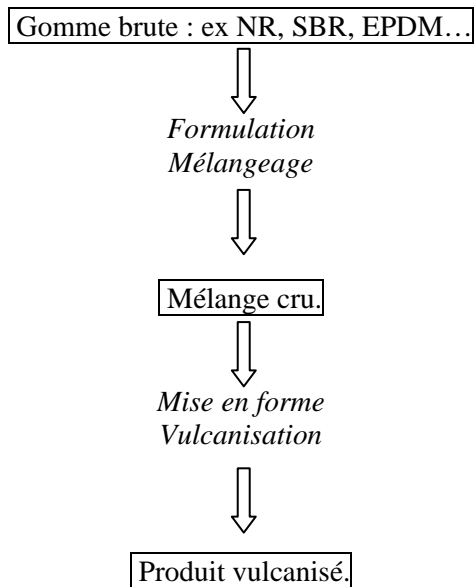 Gomme brute : ex NR, SBR, EPDM…
Formulation
Mélangeage
Mélange cru.
Mise en forme
Vulcanisation
Produit vulcanisé.